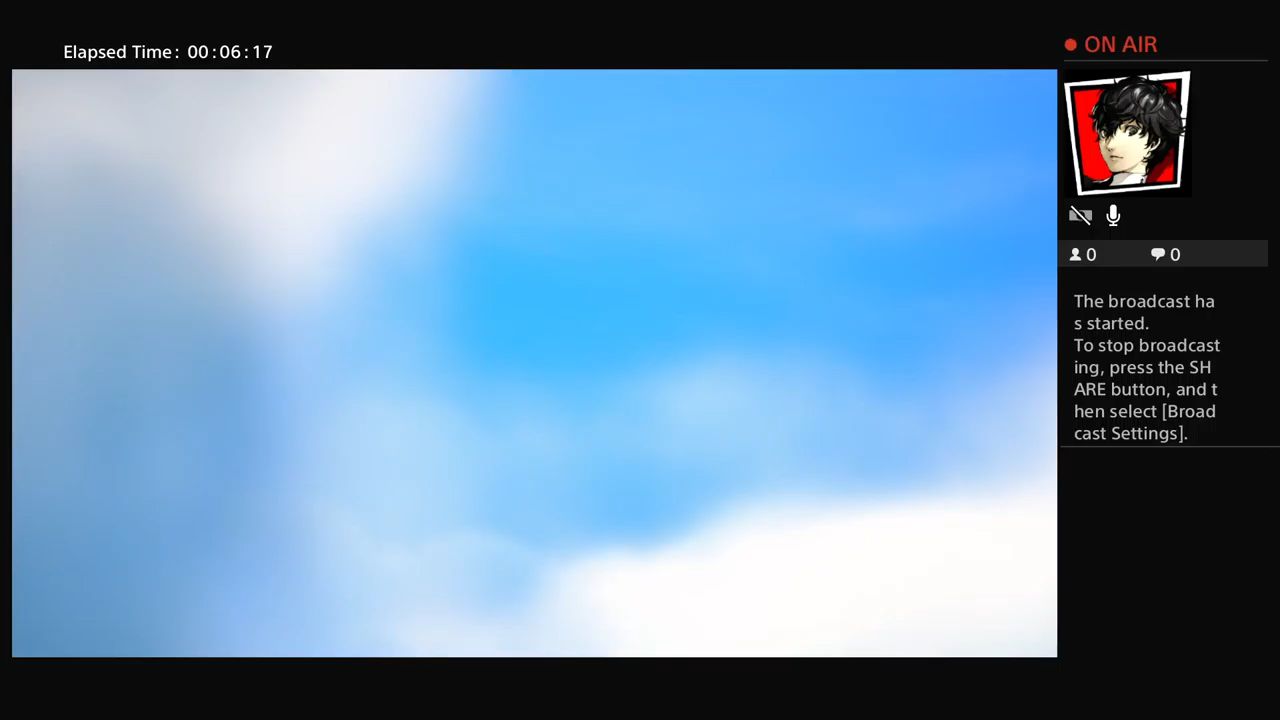 Elapsed Time: 00:06:17
ON AIR
0 0
The broadcast ha
s started.
To stop broadcast
ing, press the SH
ARE button, and t
hen select [Broad
cast Settings].